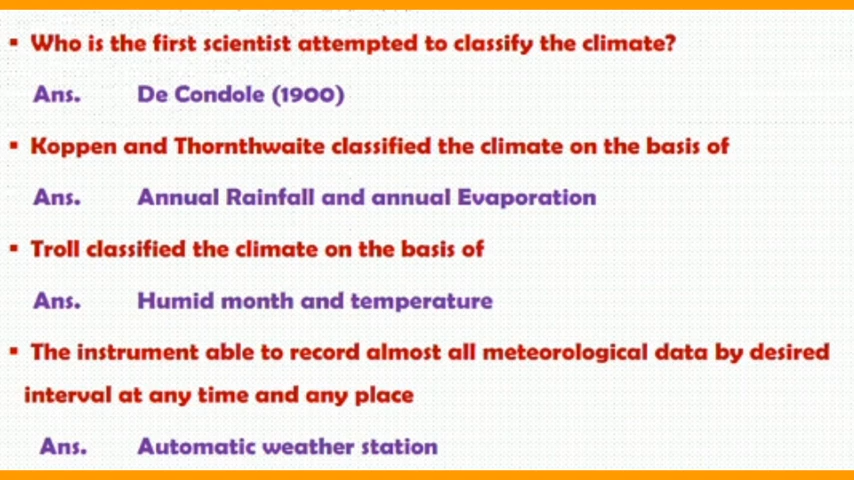 ▪ Who is the first scientist attempted to classify the climate?
Ans. De Condole (1900)
▪ Koppen and Thornthwaite classified the climate on the basis of
Ans. Annual Rainfall and annual Evaporation
▪ Troll classified the climate on the basis of
Ans. Humid month and temperature
▪ The instrument able to record almost all meteorological data by desired
interval at any time and any place
Ans. Automatic weather station